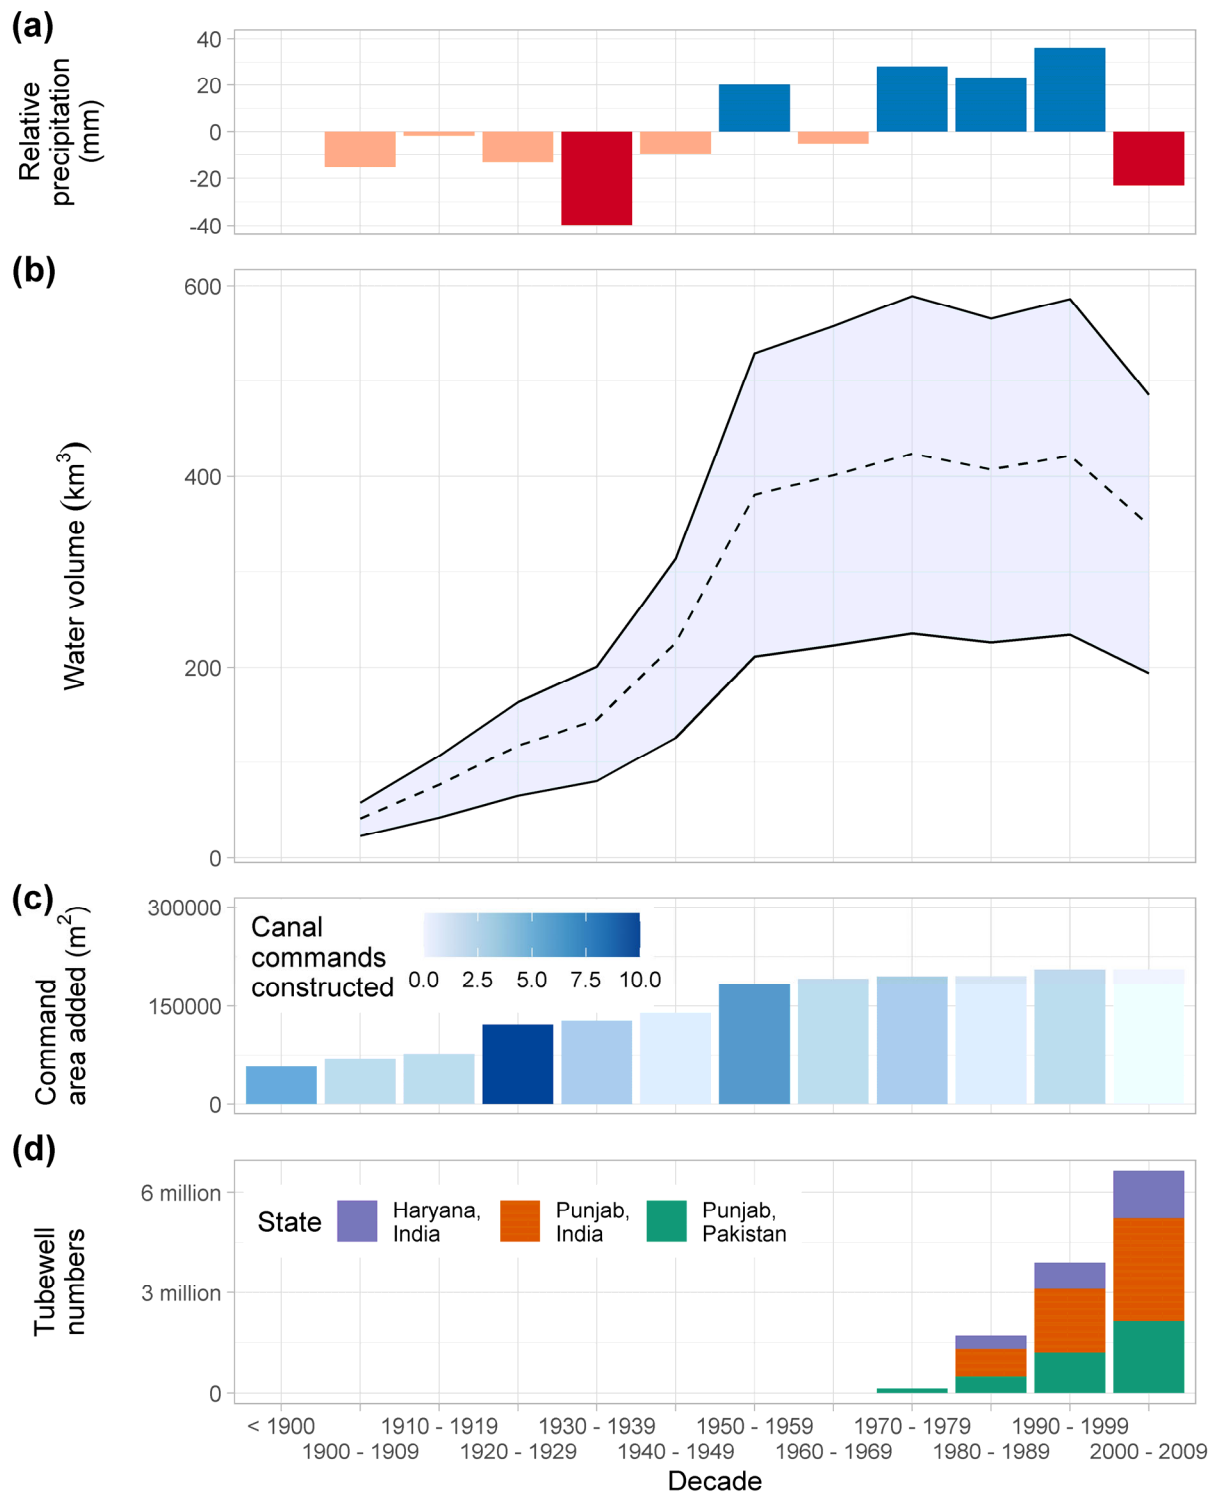 (a)
Relative
precipitation
(mm)
40
20
0
-20
-40
(b)
Water volume (km³)
600
400
200
0
(c)
Command
area added (m²)
300000
150000
0
Canal
commands
constructed
0.0 2.5 5.0 7.5 10.0
(d)
Tubewell
numbers
6 million
3 million
0
State
Haryana,
India
Punjab,
India
Punjab,
Pakistan
< 1900 1910 - 1919 1930 - 1939 1950 - 1959 1970 - 1979 1990 - 1999
1900 - 1909 1920 - 1929 1940 - 1949 1960 - 1969 1980 - 1989 2000 - 2009
Decade